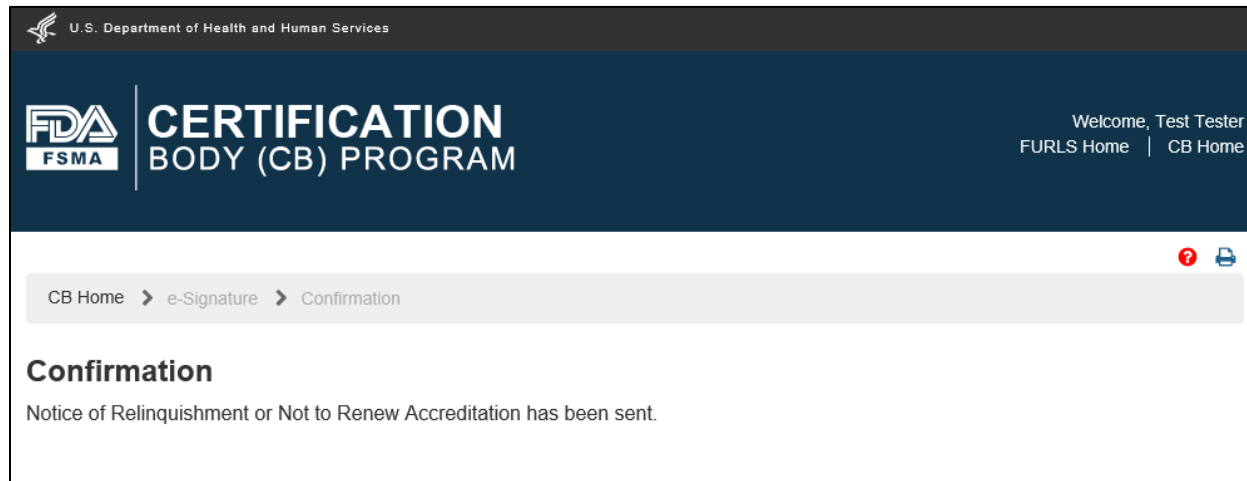 U.S. Department of Health and Human Services
FDA
FSMA
CERTIFICATION
BODY (CB) PROGRAM
Welcome, Test Tester
FURLS Home | CB Home
?
CB Home > e-Signature > Confirmation
Confirmation
Notice of Relinquishment or Not to Renew Accreditation has been sent.